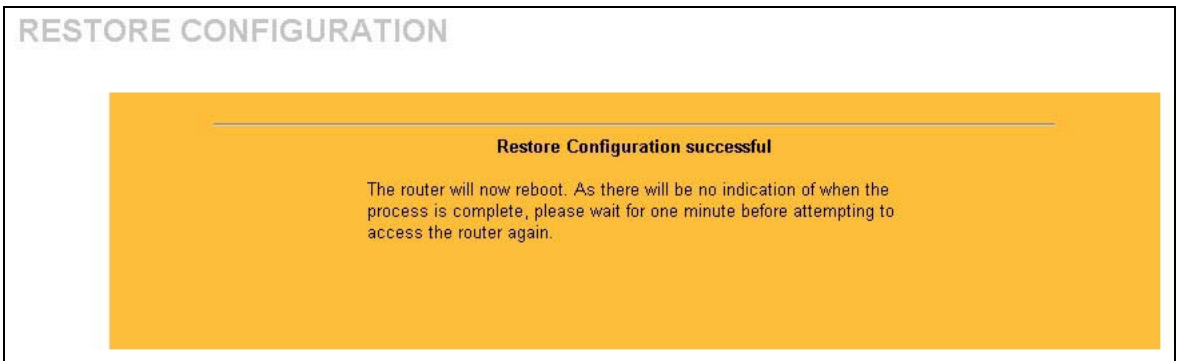 RESTORE CONFIGURATION
Restore Configuration successful
The router will now reboot. As there will be no indication of when the
process is complete, please wait for one minute before attempting to
access the router again.